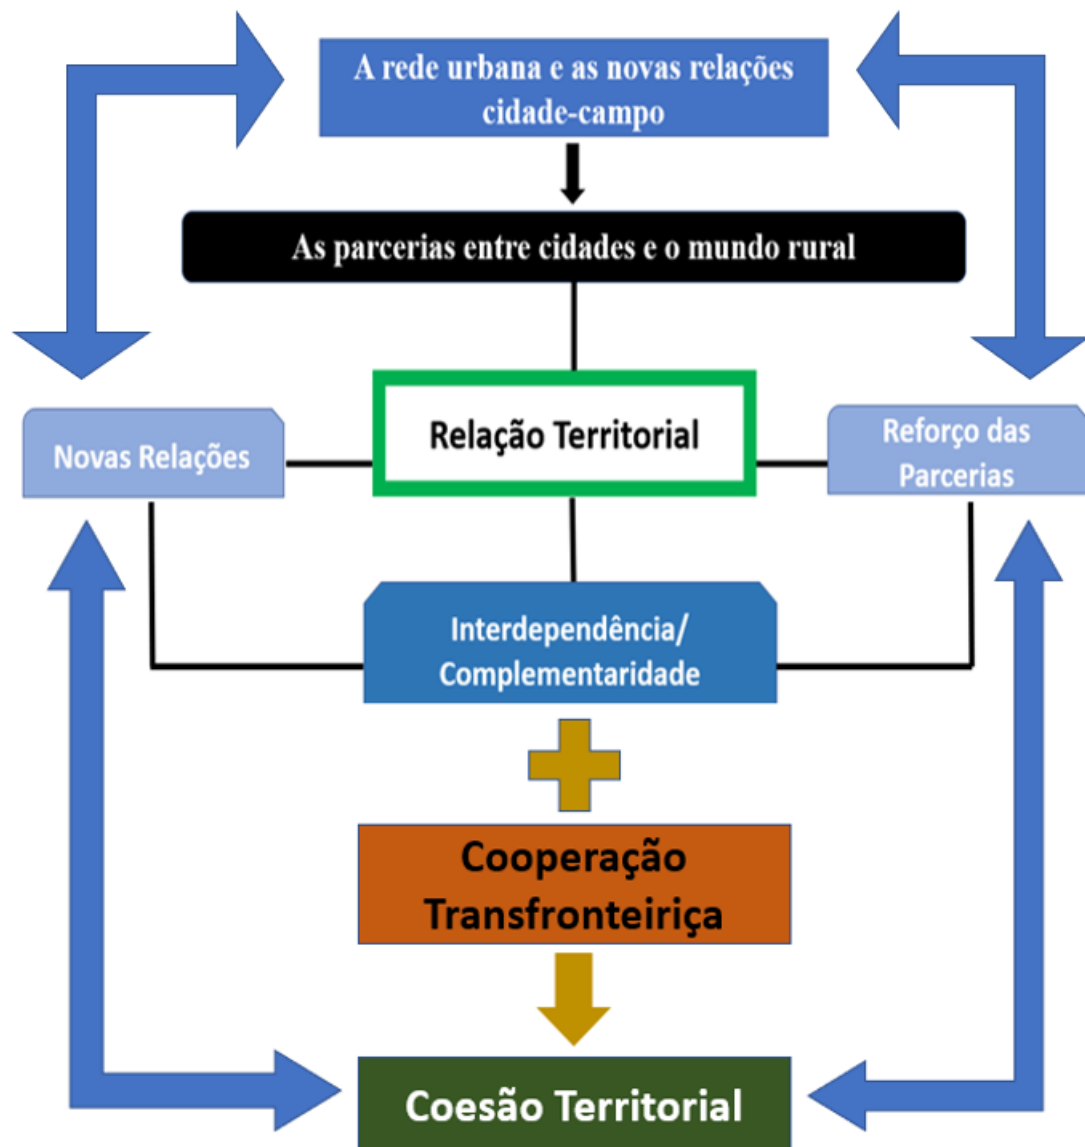 A rede urbana e as novas relações
cidade-campo
As parcerias entre cidades e o mundo rural
Relação Territorial
Novas Relações
Reforço das
Parcerias
Interdependência/
Complementaridade
Cooperação
Transfronteiriça
Coesão Territorial